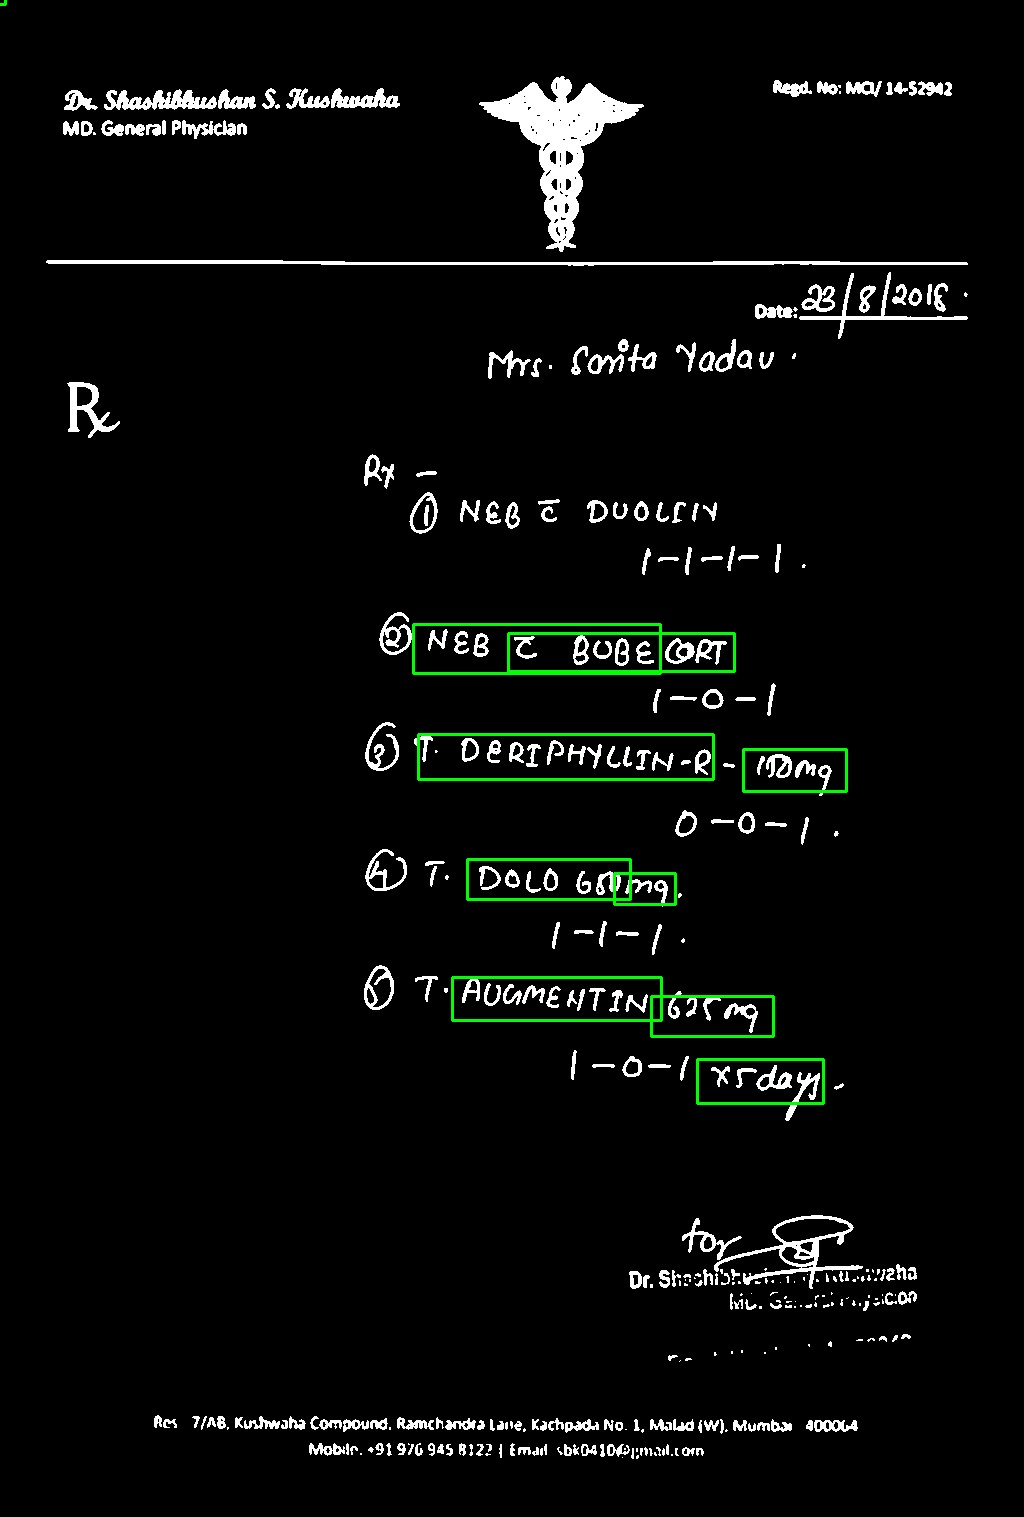 Dr. Shashibhushan S. Kushwaha
MD. General Physician
Regd. No: MCI/ 14-52942
Date: 23/8/2018.
Mrs. Sarita Yadav.
Rx
Rx –
① NEB c̄ DUOLIN
1–1–1–1.
② NEB c̄ BUDECORT
1–0–1
③ T. DERIPHYLLIN-R – 150mg
0–0–1.
④ T. DOLO 650mg.
1–1–1.
⑤ T. AUGMENTIN 625mg
1–0–1 x5days.
for
Dr. Shashibhushan S. Kushwaha
MD. General Physician
Res 7/AB, Kushwaha Compound, Ramchandra Lane, Kachpada No. 1, Malad (W), Mumbai 400064
Mobile: +91 976 945 8122 | Email sbk0410@gmail.com